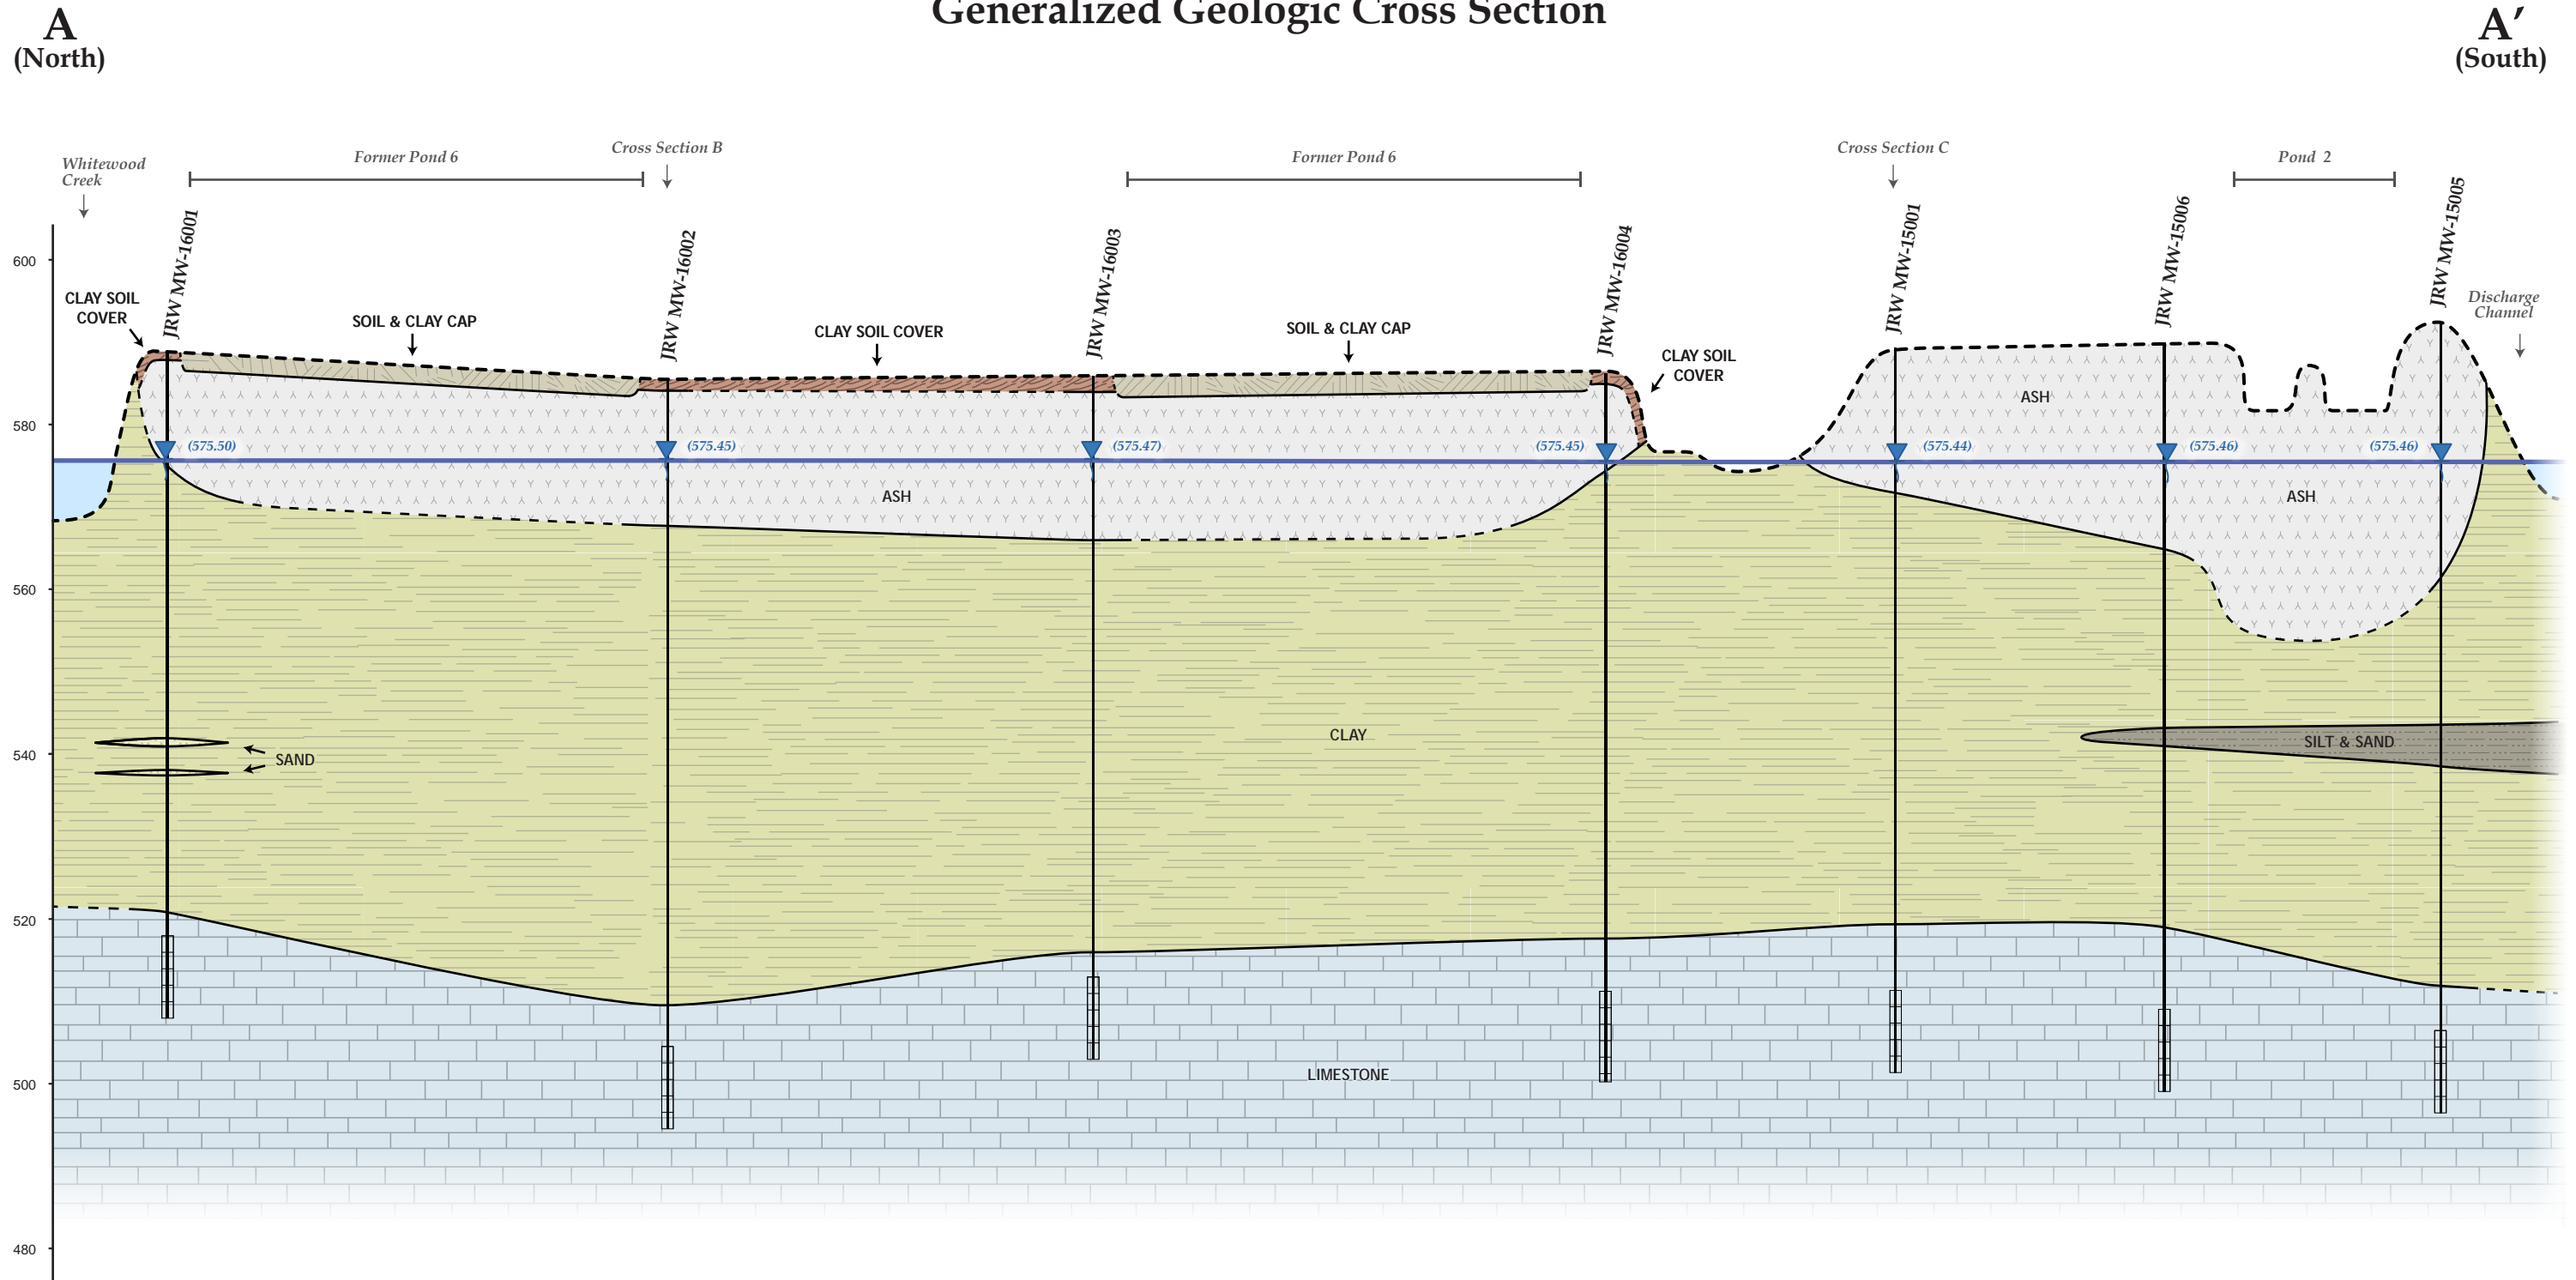 Generalized Geologic Cross Section
A
(North)
A′
(South)
Whitewood
Creek
Former Pond 6
Cross Section B
Former Pond 6
Cross Section C
Pond 2
Discharge
Channel
JRW MW-16001
JRW MW-16002
JRW MW-16003
JRW MW-16004
JRW MW-15001
JRW MW-15006
JRW MW-15005
CLAY SOIL
COVER
SOIL & CLAY CAP
CLAY SOIL COVER
SOIL & CLAY CAP
CLAY SOIL
COVER
600
580
560
540
520
500
480
(575.50)
(575.45)
(575.47)
(575.45)
(575.44)
(575.46)
(575.46)
ASH
ASH
ASH
SAND
CLAY
SILT & SAND
LIMESTONE